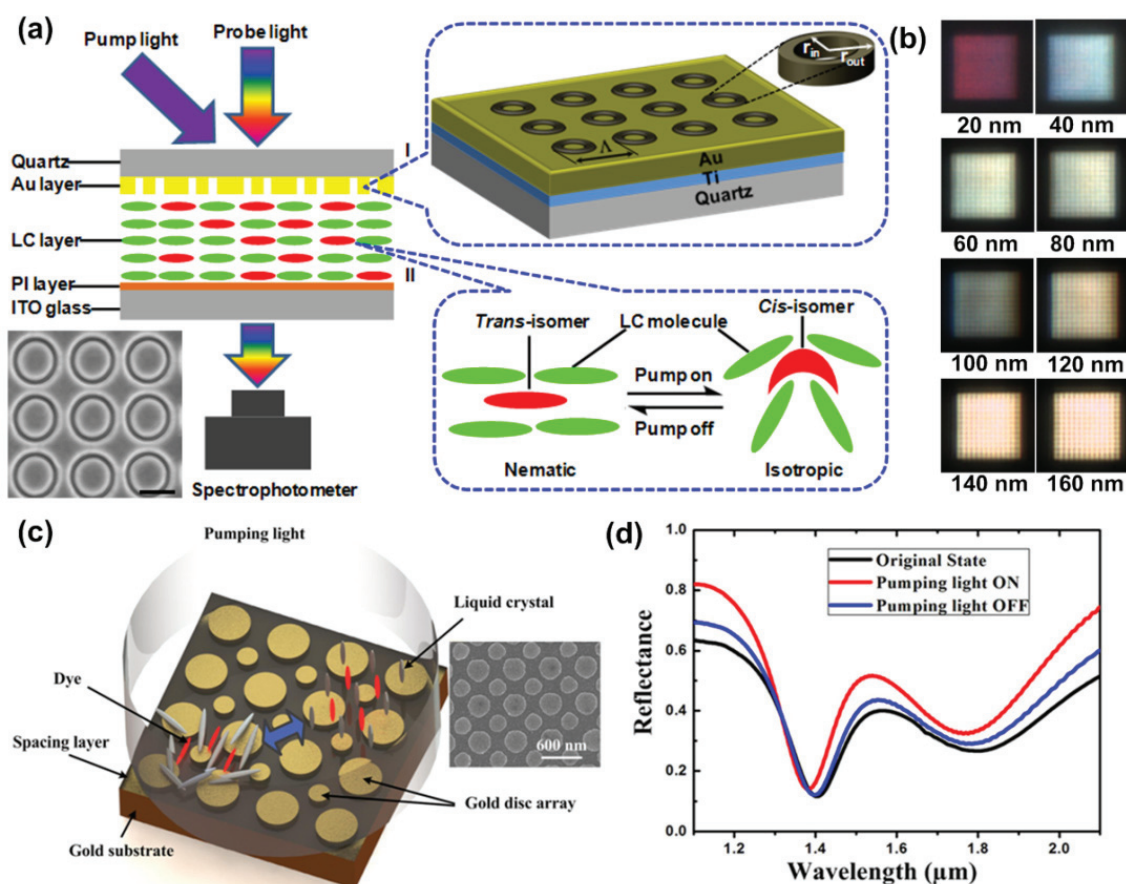 (a)
Pump light
Probe light
Quartz
Au layer
LC layer
PI layer
ITO glass
I
II
Spectrophotometer
r_in
r_out
Λ
Au
Ti
Quartz
Trans-isomer
LC molecule
Cis-isomer
Pump on
Pump off
Nematic
Isotropic
(b)
20 nm
40 nm
60 nm
80 nm
100 nm
120 nm
140 nm
160 nm
(c)
Pumping light
Liquid crystal
Dye
Spacing layer
Gold disc array
Gold substrate
600 nm
(d)
Original State
Pumping light ON
Pumping light OFF
Reflectance
1.0
0.8
0.6
0.4
0.2
0.0
1.2
1.4
1.6
1.8
2.0
Wavelength (μm)